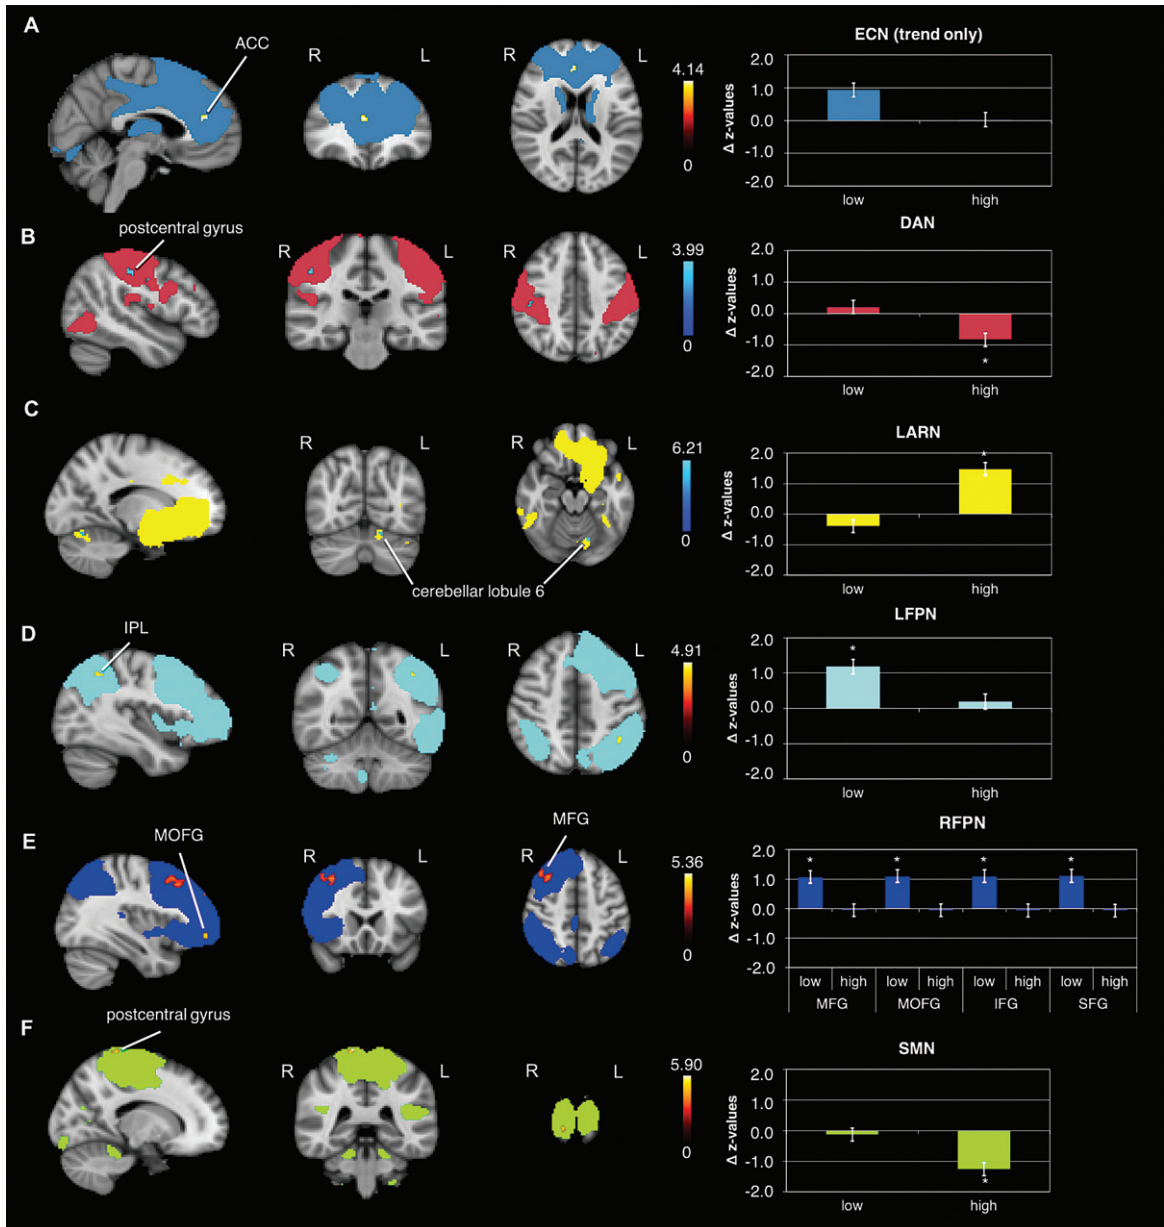 A
ACC
R L
4.14
0
ECN (trend only)
Δ z-values
2.0
1.0
0.0
-1.0
-2.0
low high
B
postcentral gyrus
R L
R L
3.99
0
DAN
Δ z-values
2.0
1.0
0.0
-1.0
-2.0
*
low high
C
R L
R L
cerebellar lobule 6
6.21
0
LARN
Δ z-values
2.0
1.0
0.0
-1.0
-2.0
*
low high
D
IPL
R L
R L
4.91
0
LFPN
Δ z-values
2.0
1.0
0.0
-1.0
-2.0
*
low high
E
MOFG
R L
MFG
R L
5.36
0
RFPN
Δ z-values
2.0
1.0
0.0
-1.0
-2.0
* * * *
low high low high low high low high
MFG MOFG IFG SFG
F
postcentral gyrus
R L
R L
5.90
0
SMN
Δ z-values
2.0
1.0
0.0
-1.0
-2.0
*
low high